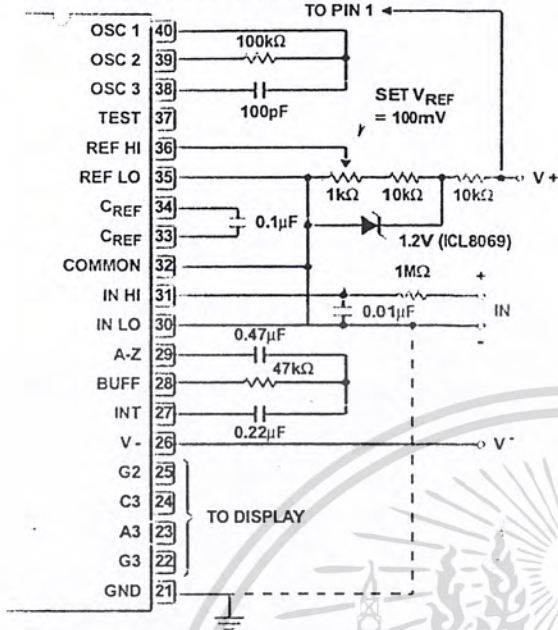 TO PIN 1
OSC 1 40
100kΩ
OSC 2 39
OSC 3 38
100pF
SET VREF
= 100mV
TEST 37
REF HI 36
REF LO 35
V +
1kΩ 10kΩ 10kΩ
CREF 34
0.1µF
CREF 33
1.2V (ICL8069)
COMMON 32
1MΩ
+
IN HI 31
0.01µF
IN
IN LO 30
-
0.47µF
A-Z 29
47kΩ
BUFF 28
INT 27
0.22µF
V - 26
V -
G2 25
C3 24
TO DISPLAY
A3 23
G3 22
GND 21